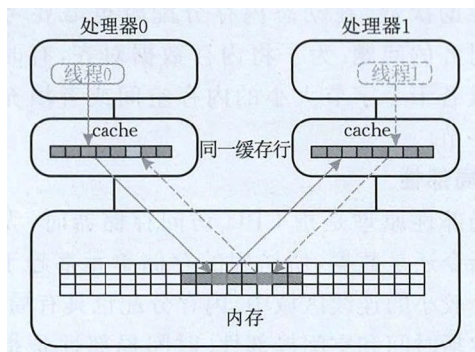 处理器0
处理器1
线程0
线程1
cache
同一缓存行
cache
内存